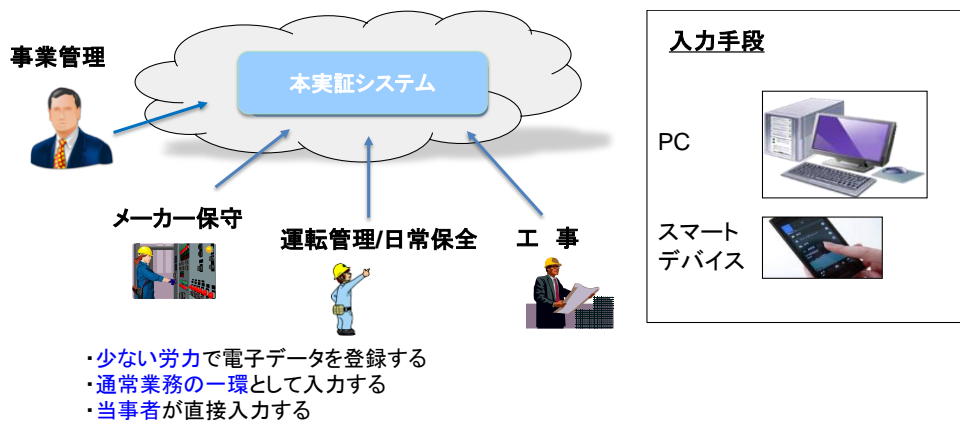 事業管理
本実証システム
メーカー保守
運転管理/日常保全
工 事
・少ない労力で電子データを登録する
・通常業務の一環として入力する
・当事者が直接入力する
入力手段
PC
スマート
デバイス